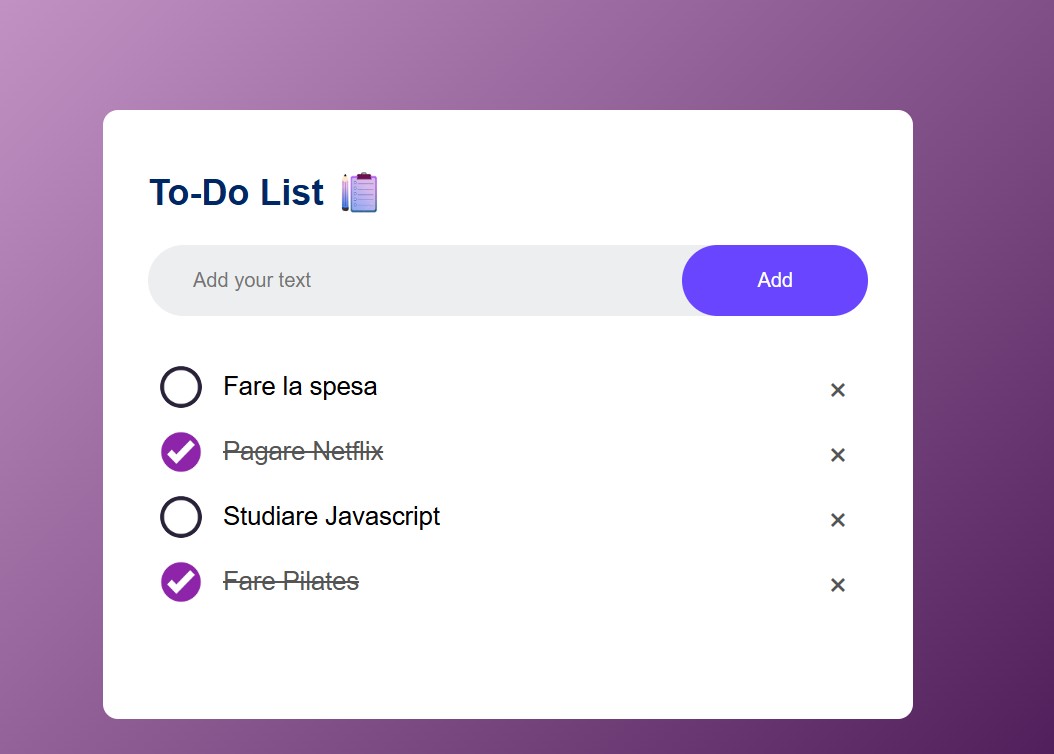 To-Do List
Add your text
Add
Fare la spesa ×
Pagare Netflix ×
Studiare Javascript ×
Fare Pilates ×